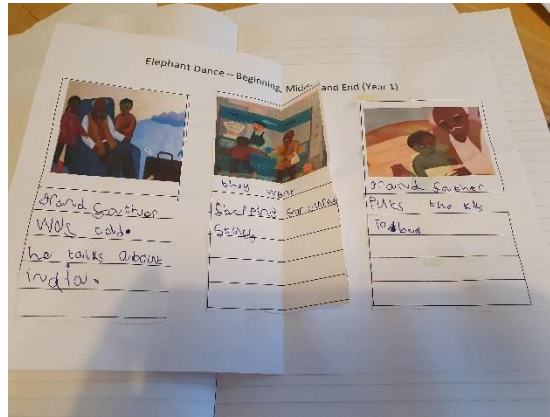 Elephant Dance – Beginning, Middle and End (Year 1)
grand father
was cold.
he talks about
india.
they went
grand father
Puts the
to bed